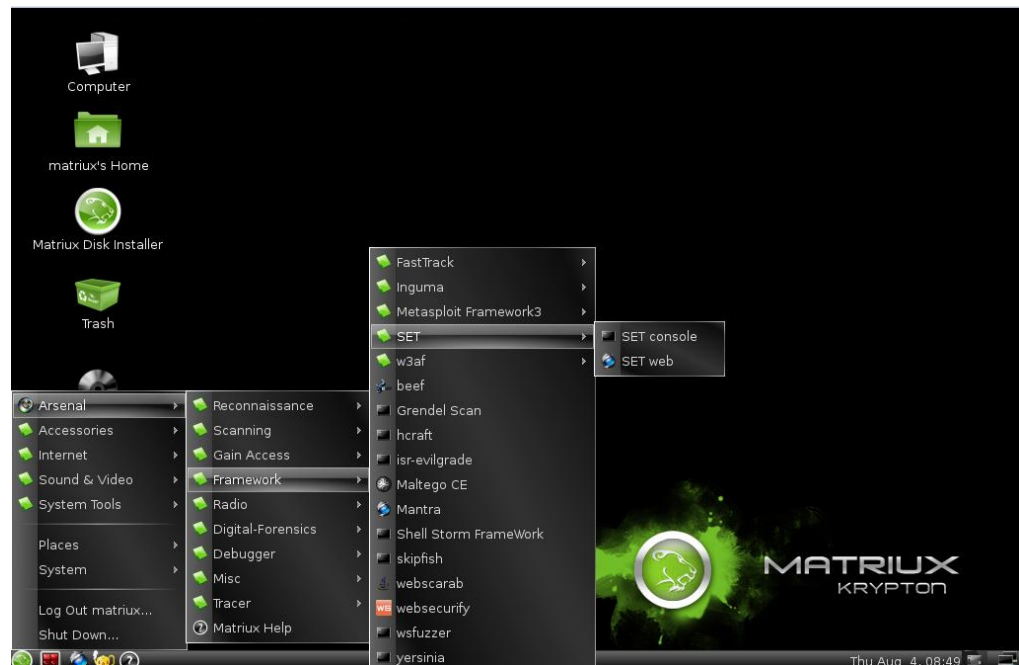 Computer
matriux's Home
Matriux Disk Installer
Trash
Arsenal
Accessories
Internet
Sound & Video
System Tools
Places
System
Log Out matriux...
Shut Down...
Reconnaissance
Scanning
Gain Access
Framework
Radio
Digital-Forensics
Debugger
Misc
Tracer
Matriux Help
FastTrack
Inguma
Metasploit Framework3
SET
w3af
beef
Grendel Scan
hcraft
isr-evilgrade
Maltego CE
Mantra
Shell Storm FrameWork
skipfish
webscarab
WS websecurify
wsfuzzer
yersinia
SET console
SET web
MATRIUX
KRYPTON
Thu Aug 4, 08:49